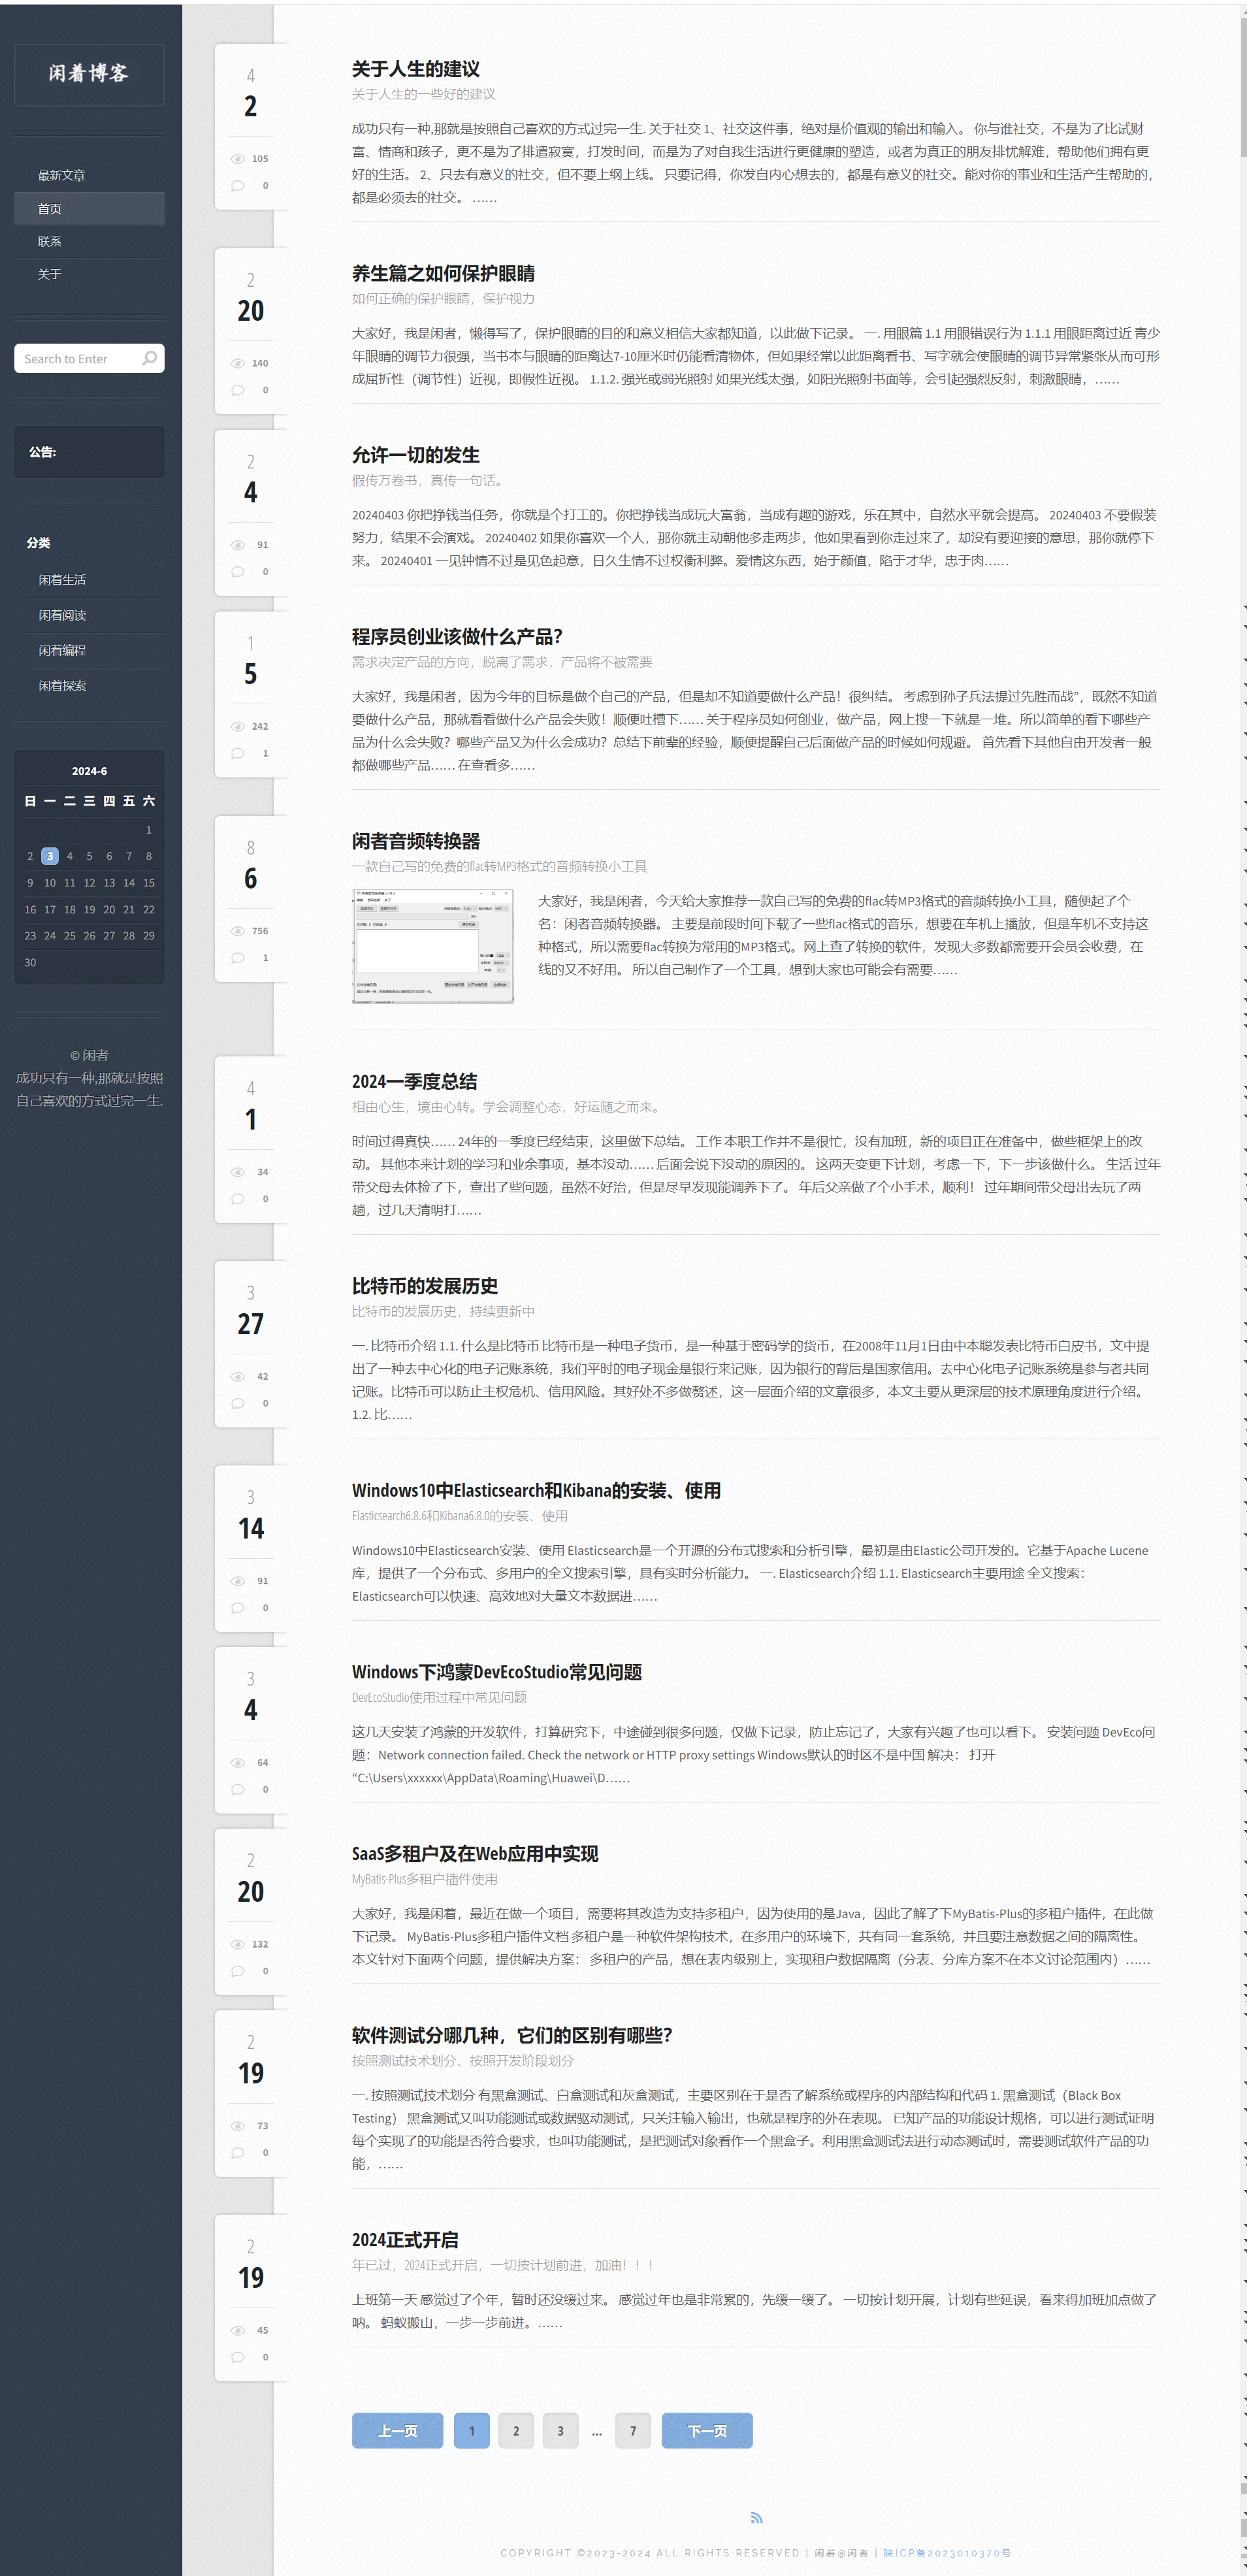 闲着博客
最新文章
首页
联系
关于
Search to Enter
公告:
分类
闲着生活
闲着阅读
闲着编程
闲着探索
2024-6
日 一 二 三 四 五 六
1
2 3 4 5 6 7 8
9 10 11 12 13 14 15
16 17 18 19 20 21 22
23 24 25 26 27 28 29
30
© 闲者
成功只有一种,那就是按照
自己喜欢的方式过完一生.
4
2
105
0
关于人生的建议
关于人生的一些好的建议
成功只有一种,那就是按照自己喜欢的方式过完一生. 关于社交 1、社交这件事，绝对是价值观的输出和输入。 你与谁社交，不是为了比试财
富、情商和孩子，更不是为了排遣寂寞，打发时间，而是为了对自我生活进行更健康的塑造，或者为真正的朋友排忧解难，帮助他们拥有更
好的生活。 2、只去有意义的社交，但不要上纲上线。 只要记得，你发自内心想去的，都是有意义的社交。能对你的事业和生活产生帮助的，
都是必须去的社交。 ……
2
20
140
0
养生篇之如何保护眼睛
如何正确的保护眼睛，保护视力
大家好，我是闲者，懒得写了，保护眼睛的目的和意义相信大家都知道，以此做下记录。 一. 用眼篇 1.1 用眼错误行为 1.1.1 用眼距离过近 青少
年眼睛的调节力很强，当书本与眼睛的距离达7-10厘米时仍能看清物体，但如果经常以此距离看书、写字就会使眼睛的调节异常紧张从而可形
成屈折性（调节性）近视，即假性近视。 1.1.2. 强光或弱光照射 如果光线太强，如阳光照射书面等，会引起强烈反射，刺激眼睛，……
2
4
91
0
允许一切的发生
假传万卷书，真传一句话。
20240403 你把挣钱当任务，你就是个打工的。你把挣钱当成玩大富翁，当成有趣的游戏，乐在其中，自然水平就会提高。 20240403 不要假装
努力，结果不会演戏。 20240402 如果你喜欢一个人，那你就主动朝他多走两步，他如果看到你走过来了，却没有要迎接的意思，那你就停下
来。 20240401 一见钟情不过是见色起意，日久生情不过权衡利弊。爱情这东西，始于颜值，陷于才华，忠于肉……
1
5
242
1
程序员创业该做什么产品？
需求决定产品的方向，脱离了需求，产品将不被需要
大家好，我是闲者，因为今年的目标是做个自己的产品，但是却不知道要做什么产品！很纠结。 考虑到孙子兵法提过先胜而战”，既然不知道
要做什么产品，那就看看做什么产品会失败！顺便吐槽下…… 关于程序员如何创业，做产品，网上搜一下就是一堆。所以简单的看下哪些产
品为什么会失败？哪些产品又为什么会成功？总结下前辈的经验，顺便提醒自己后面做产品的时候如何规避。 首先看下其他自由开发者一般
都做哪些产品…… 在查看多……
8
6
756
1
闲者音频转换器
一款自己写的免费的flac转MP3格式的音频转换小工具
大家好，我是闲者，今天给大家推荐一款自己写的免费的flac转MP3格式的音频转换小工具，随便起了个
名：闲者音频转换器。 主要是前段时间下载了一些flac格式的音乐，想要在车机上播放，但是车机不支持这
种格式，所以需要flac转换为常用的MP3格式。网上查了转换的软件，发现大多数都需要开会员会收费，在
线的又不好用。 所以自己制作了一个工具，想到大家也可能会有需要……
4
1
34
0
2024一季度总结
相由心生，境由心转。学会调整心态，好运随之而来。
时间过得真快…… 24年的一季度已经结束，这里做下总结。 工作 本职工作并不是很忙，没有加班，新的项目正在准备中，做些框架上的改
动。 其他本来计划的学习和业余事项，基本没动…… 后面会说下没动的原因的。 这两天变更下计划，考虑一下，下一步该做什么。 生活 过年
带父母去体检了下，查出了些问题，虽然不好治，但是尽早发现能调养下了。 年后父亲做了个小手术，顺利！ 过年期间带父母出去玩了两
趟，过几天清明打……
3
27
42
0
比特币的发展历史
比特币的发展历史，持续更新中
一. 比特币介绍 1.1. 什么是比特币 比特币是一种电子货币，是一种基于密码学的货币，在2008年11月1日由中本聪发表比特币白皮书，文中提
出了一种去中心化的电子记账系统，我们平时的电子现金是银行来记账，因为银行的背后是国家信用。去中心化电子记账系统是参与者共同
记账。比特币可以防止主权危机、信用风险。其好处不多做赘述，这一层面介绍的文章很多，本文主要从更深层的技术原理角度进行介绍。
1.2. 比……
3
14
91
0
Windows10中Elasticsearch和Kibana的安装、使用
Elasticsearch6.8.6和Kibana6.8.0的安装、使用
Windows10中Elasticsearch安装、使用 Elasticsearch是一个开源的分布式搜索和分析引擎，最初是由Elastic公司开发的。它基于Apache Lucene
库，提供了一个分布式、多用户的全文搜索引擎，具有实时分析能力。 一. Elasticsearch介绍 1.1. Elasticsearch主要用途 全文搜索：
Elasticsearch可以快速、高效地对大量文本数据进……
3
4
64
0
Windows下鸿蒙DevEcoStudio常见问题
DevEcoStudio使用过程中常见问题
这几天安装了鸿蒙的开发软件，打算研究下，中途碰到很多问题，仅做下记录，防止忘记了，大家有兴趣了也可以看下。 安装问题 DevEco问
题：Network connection failed. Check the network or HTTP proxy settings Windows默认的时区不是中国 解决： 打开
“C:\Users\xxxxxx\AppData\Roaming\Huawei\D……
2
20
132
0
SaaS多租户及在Web应用中实现
MyBatis-Plus多租户插件使用
大家好，我是闲着，最近在做一个项目，需要将其改造为支持多租户，因为使用的是Java，因此了解了下MyBatis-Plus的多租户插件，在此做
下记录。 MyBatis-Plus多租户插件文档 多租户是一种软件架构技术，在多用户的环境下，共有同一套系统，并且要注意数据之间的隔离性。
本文针对下面两个问题，提供解决方案： 多租户的产品，想在表内级别上，实现租户数据隔离（分表、分库方案不在本文讨论范围内）……
2
19
73
0
软件测试分哪几种，它们的区别有哪些？
按照测试技术划分、按照开发阶段划分
一. 按照测试技术划分 有黑盒测试、白盒测试和灰盒测试，主要区别在于是否了解系统或程序的内部结构和代码 1. 黑盒测试（Black Box
Testing） 黑盒测试又叫功能测试或数据驱动测试，只关注输入输出，也就是程序的外在表现。 已知产品的功能设计规格，可以进行测试证明
每个实现了的功能是否符合要求，也叫功能测试，是把测试对象看作一个黑盒子。利用黑盒测试法进行动态测试时，需要测试软件产品的功
能，……
2
19
45
0
2024正式开启
年已过，2024正式开启，一切按计划前进，加油！！！
上班第一天 感觉过了个年，暂时还没缓过来。 感觉过年也是非常累的，先缓一缓了。 一切按计划开展，计划有些延误，看来得加班加点做了
呐。 蚂蚁搬山，一步一步前进。……
上一页 1 2 3 … 7 下一页
COPYRIGHT ©2023-2024 ALL RIGHTS RESERVED | 闲着@闲者 | 陕ICP备2023010370号